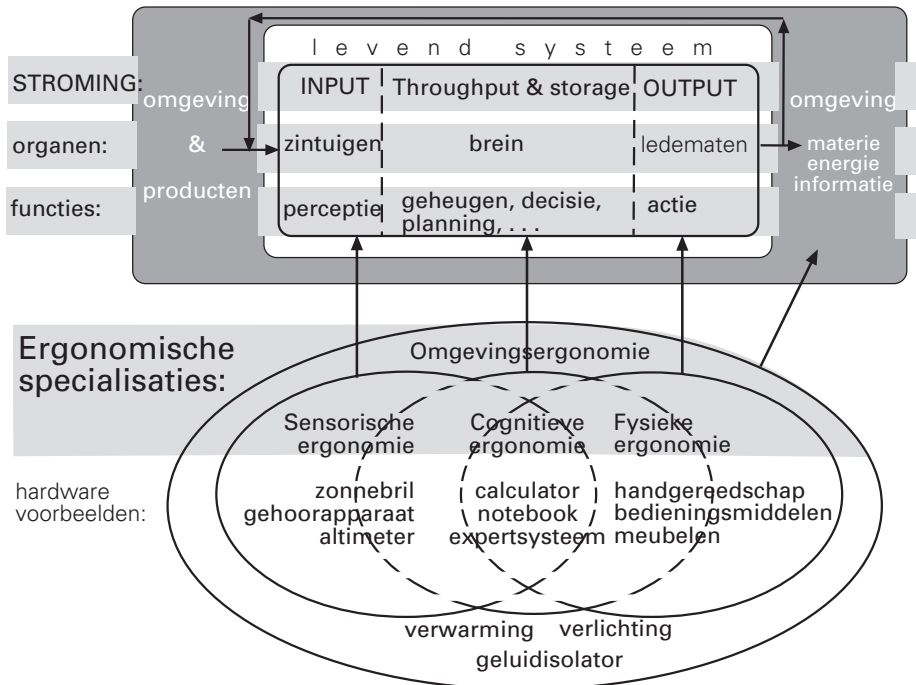 levend systeem
STROMING:
INPUT
Throughput & storage
OUTPUT
omgeving
&
producten
omgeving
materie
energie
informatie
organen:
zintuigen
brein
ledematen
functies:
perceptie
geheugen, decisie,
planning, . . .
actie
Ergonomische
specialisaties:
Omgevingsergonomie
Sensorische
ergonomie
Cognitieve
ergonomie
Fysieke
ergonomie
hardware
voorbeelden:
zonnebril
gehoorapparaat
altimeter
calculator
notebook
expertsysteem
handgereedschap
bedieningsmiddelen
meubelen
verwarming
verlichting
geluidisolator